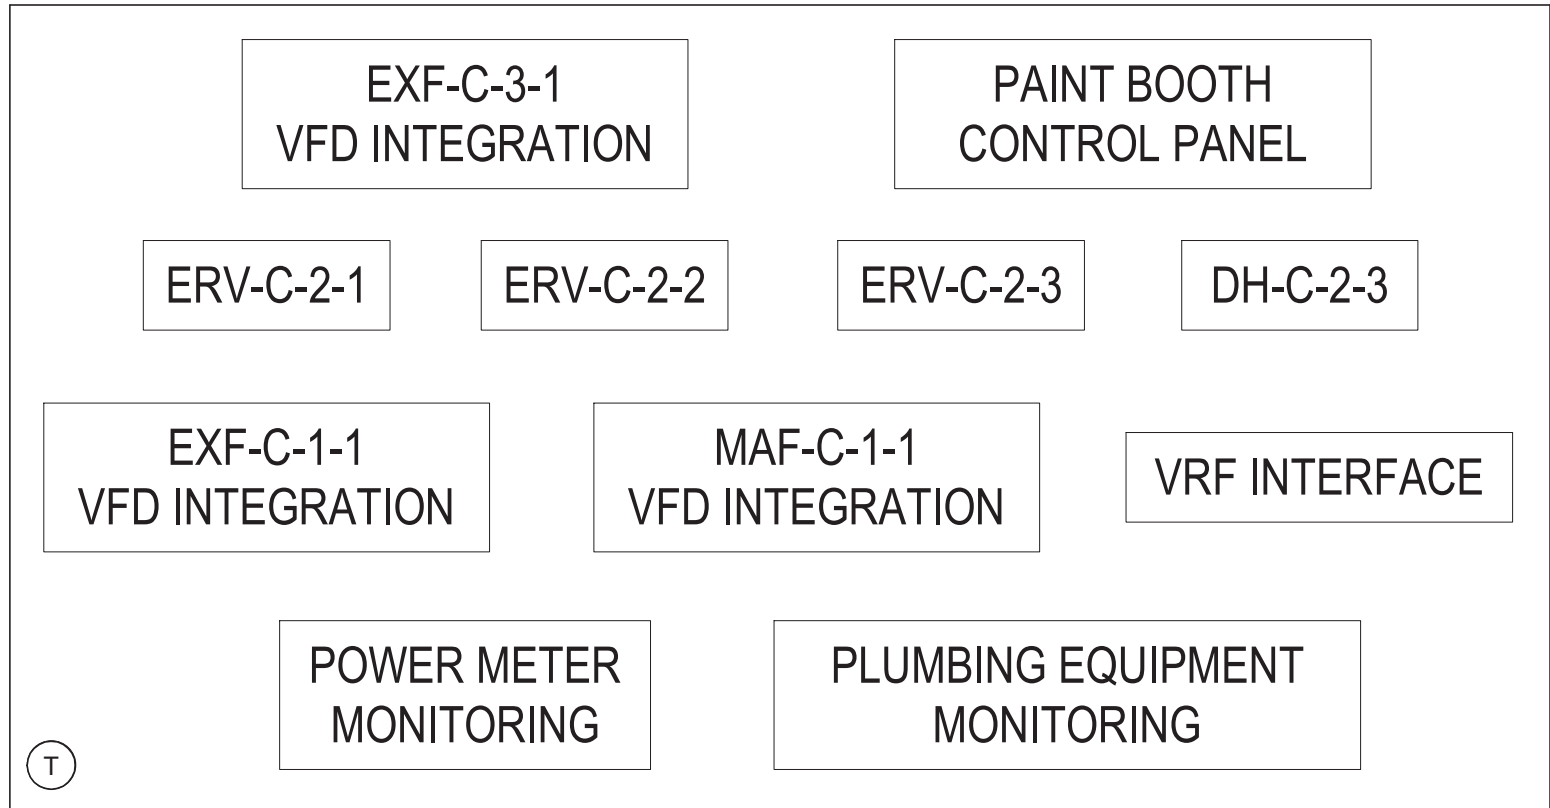 EXF-C-3-1
VFD INTEGRATION
PAINT BOOTH
CONTROL PANEL
ERV-C-2-1
ERV-C-2-2
ERV-C-2-3
DH-C-2-3
EXF-C-1-1
VFD INTEGRATION
MAF-C-1-1
VFD INTEGRATION
VRF INTERFACE
POWER METER
MONITORING
PLUMBING EQUIPMENT
MONITORING
T